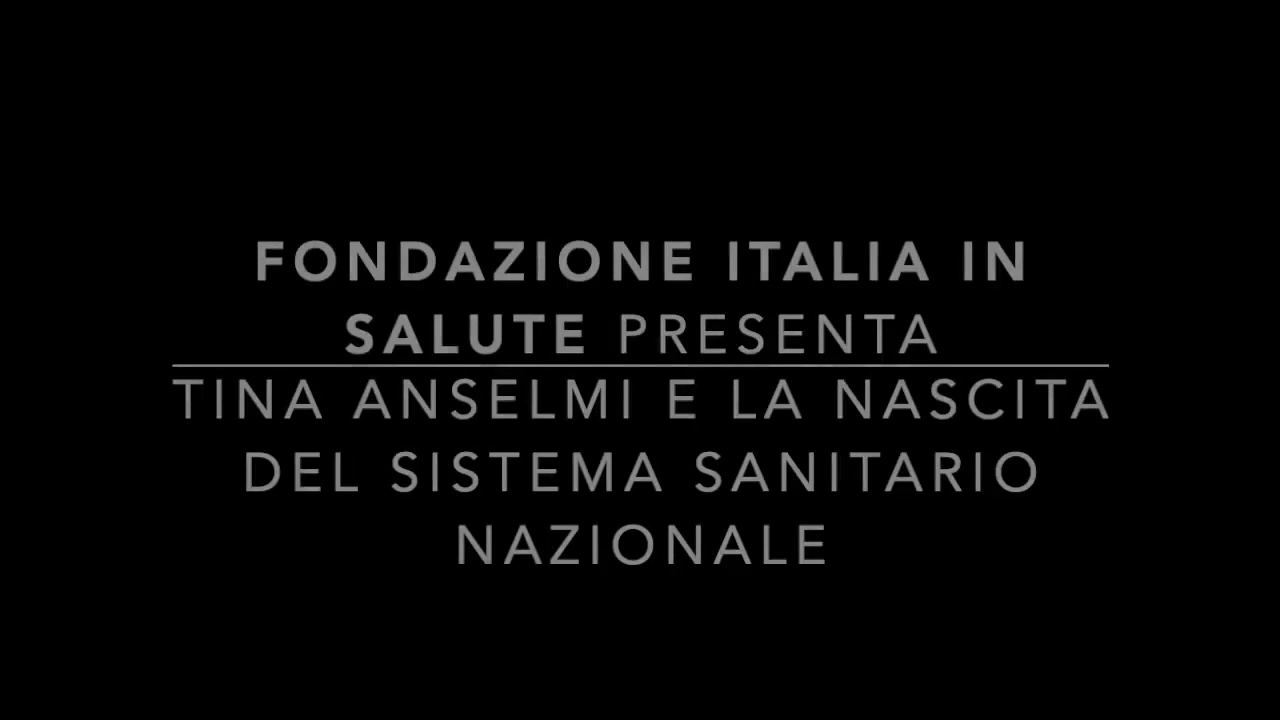 FONDAZIONE ITALIA IN
SALUTE PRESENTA
TINA ANSELMI E LA NASCITA
DEL SISTEMA SANITARIO
NAZIONALE